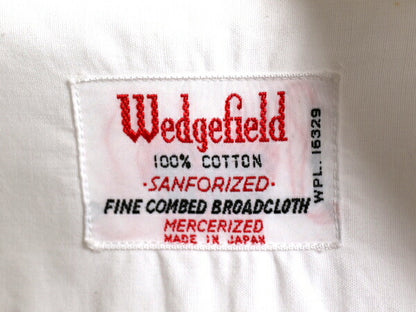 Wedgefield
100% COTTON
·SANFORIZED·
FINE COMBED BROADCLOTH
MERCERIZED
MADE IN JAPAN
WPL. 16329